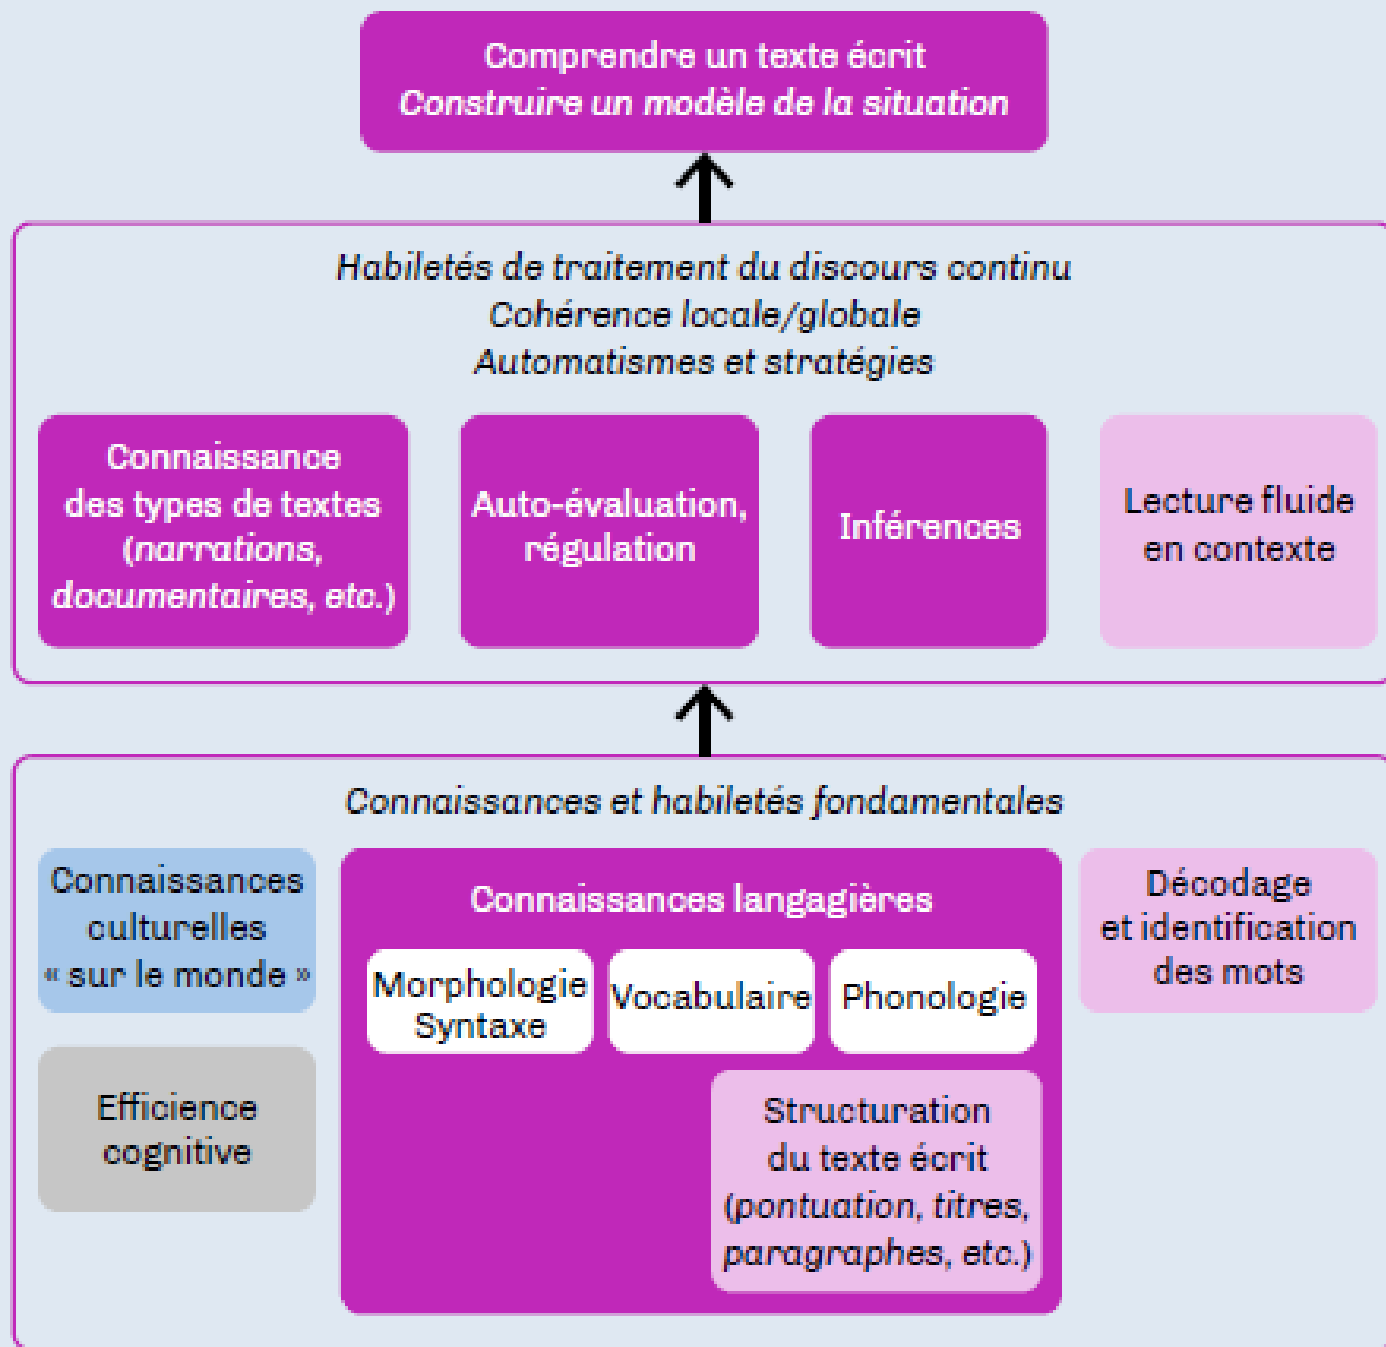 Comprendre un texte écrit
Construire un modèle de la situation
Habiletés de traitement du discours continu
Cohérence locale/globale
Automatismes et stratégies
Connaissance
des types de textes
(narrations,
documentaires, etc.)
Auto-évaluation,
régulation
Inférences
Lecture fluide
en contexte
Connaissances et habiletés fondamentales
Connaissances
culturelles
« sur le monde »
Efficience
cognitive
Connaissances langagières
Morphologie
Syntaxe
Vocabulaire
Phonologie
Structuration
du texte écrit
(pontuation, titres,
paragraphes, etc.)
Décodage
et identification
des mots